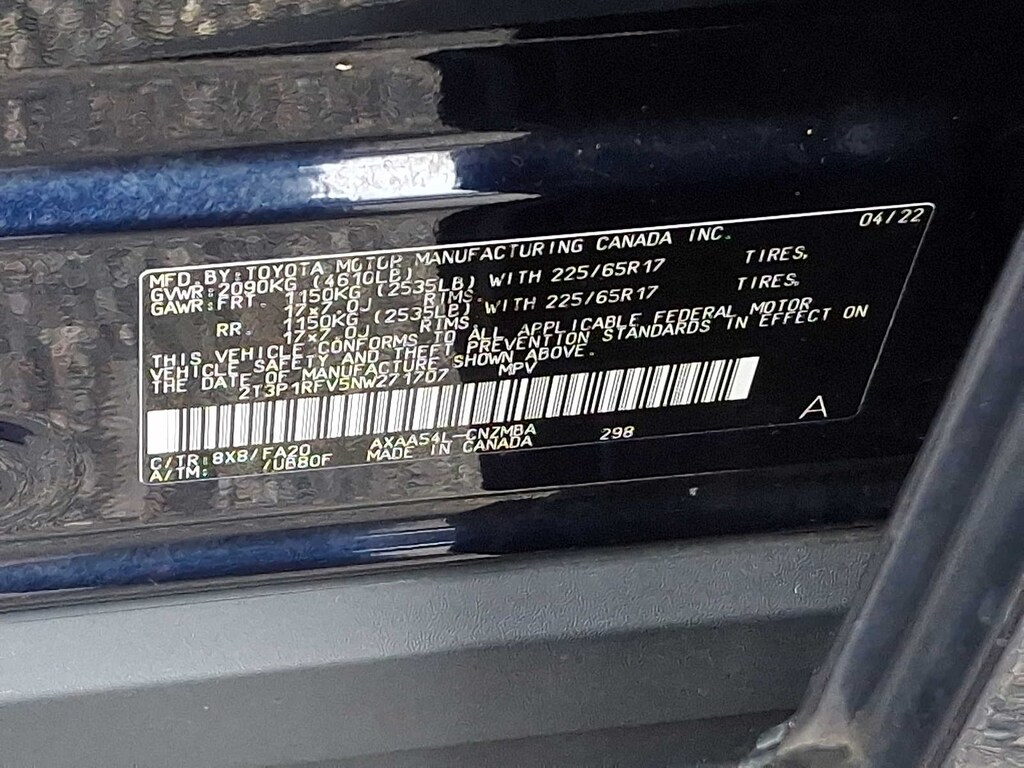 04/22
MFD. BY: TOYOTA MOTOR MANUFACTURING CANADA INC.
GVWR: 2090KG (4610LB)
GAWR: FRT. 1150KG (2535LB) WITH 225/65R17 TIRES,
17x7.0J RIMS.
RR. 1150KG (2535LB) WITH 225/65R17 TIRES.
17x7.0J RIMS.
THIS VEHICLE CONFORMS TO ALL APPLICABLE FEDERAL MOTOR
VEHICLE SAFETY AND THEFT PREVENTION STANDARDS IN EFFECT ON
THE DATE OF MANUFACTURE SHOWN ABOVE.
2T3P1RFV5NW271707 MPV
A
C/TR: 8X8/FA20 AXAA54L-CNZMBA 298
A/TM: /UB80F MADE IN CANADA